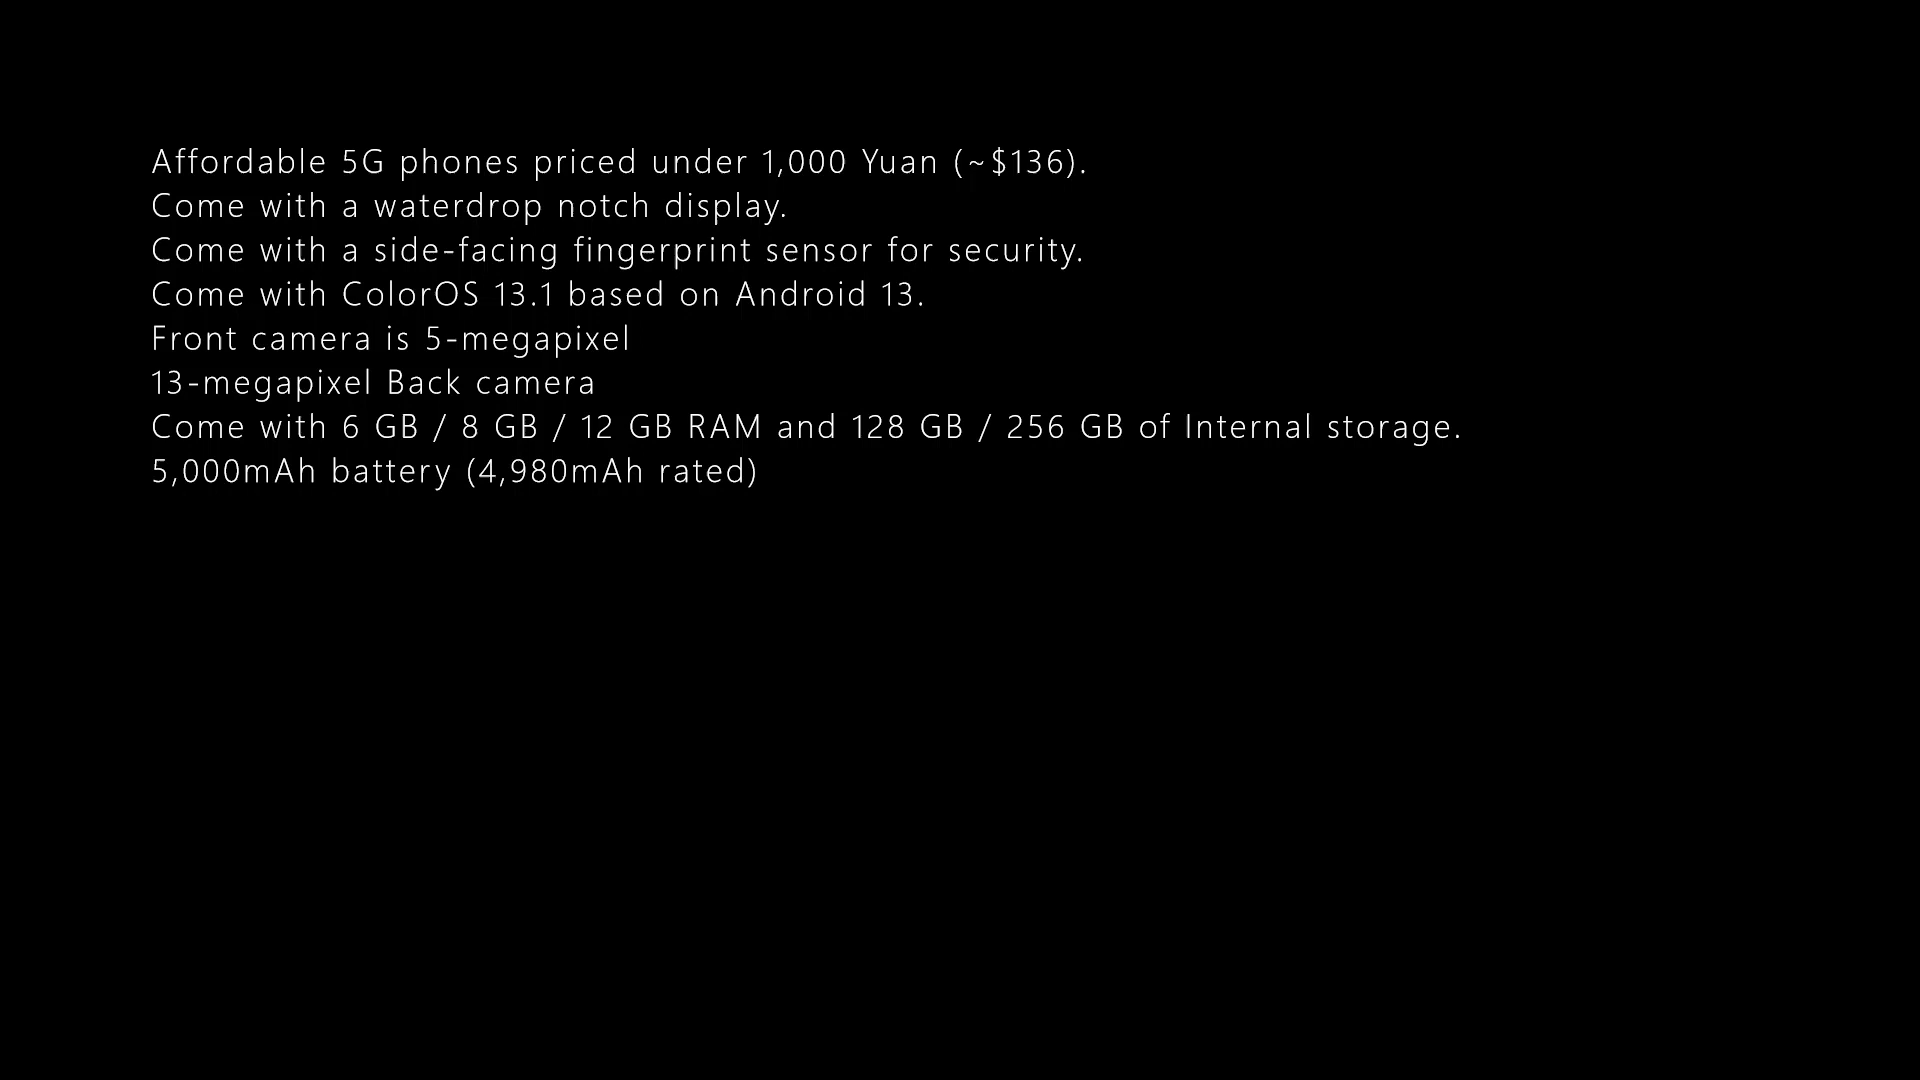 Affordable 5G phones priced under 1,000 Yuan (~$136).
Come with a waterdrop notch display.
Come with a side-facing fingerprint sensor for security.
Come with ColorOS 13.1 based on Android 13.
Front camera is 5-megapixel
13-megapixel Back camera
Come with 6 GB / 8 GB / 12 GB RAM and 128 GB / 256 GB of Internal storage.
5,000mAh battery (4,980mAh rated)